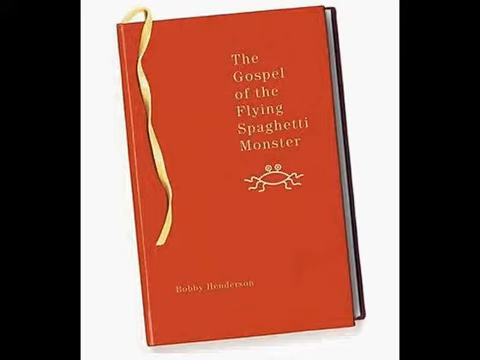 The
Gospel
of the
Flying
Spaghetti
Monster
Bobby Henderson